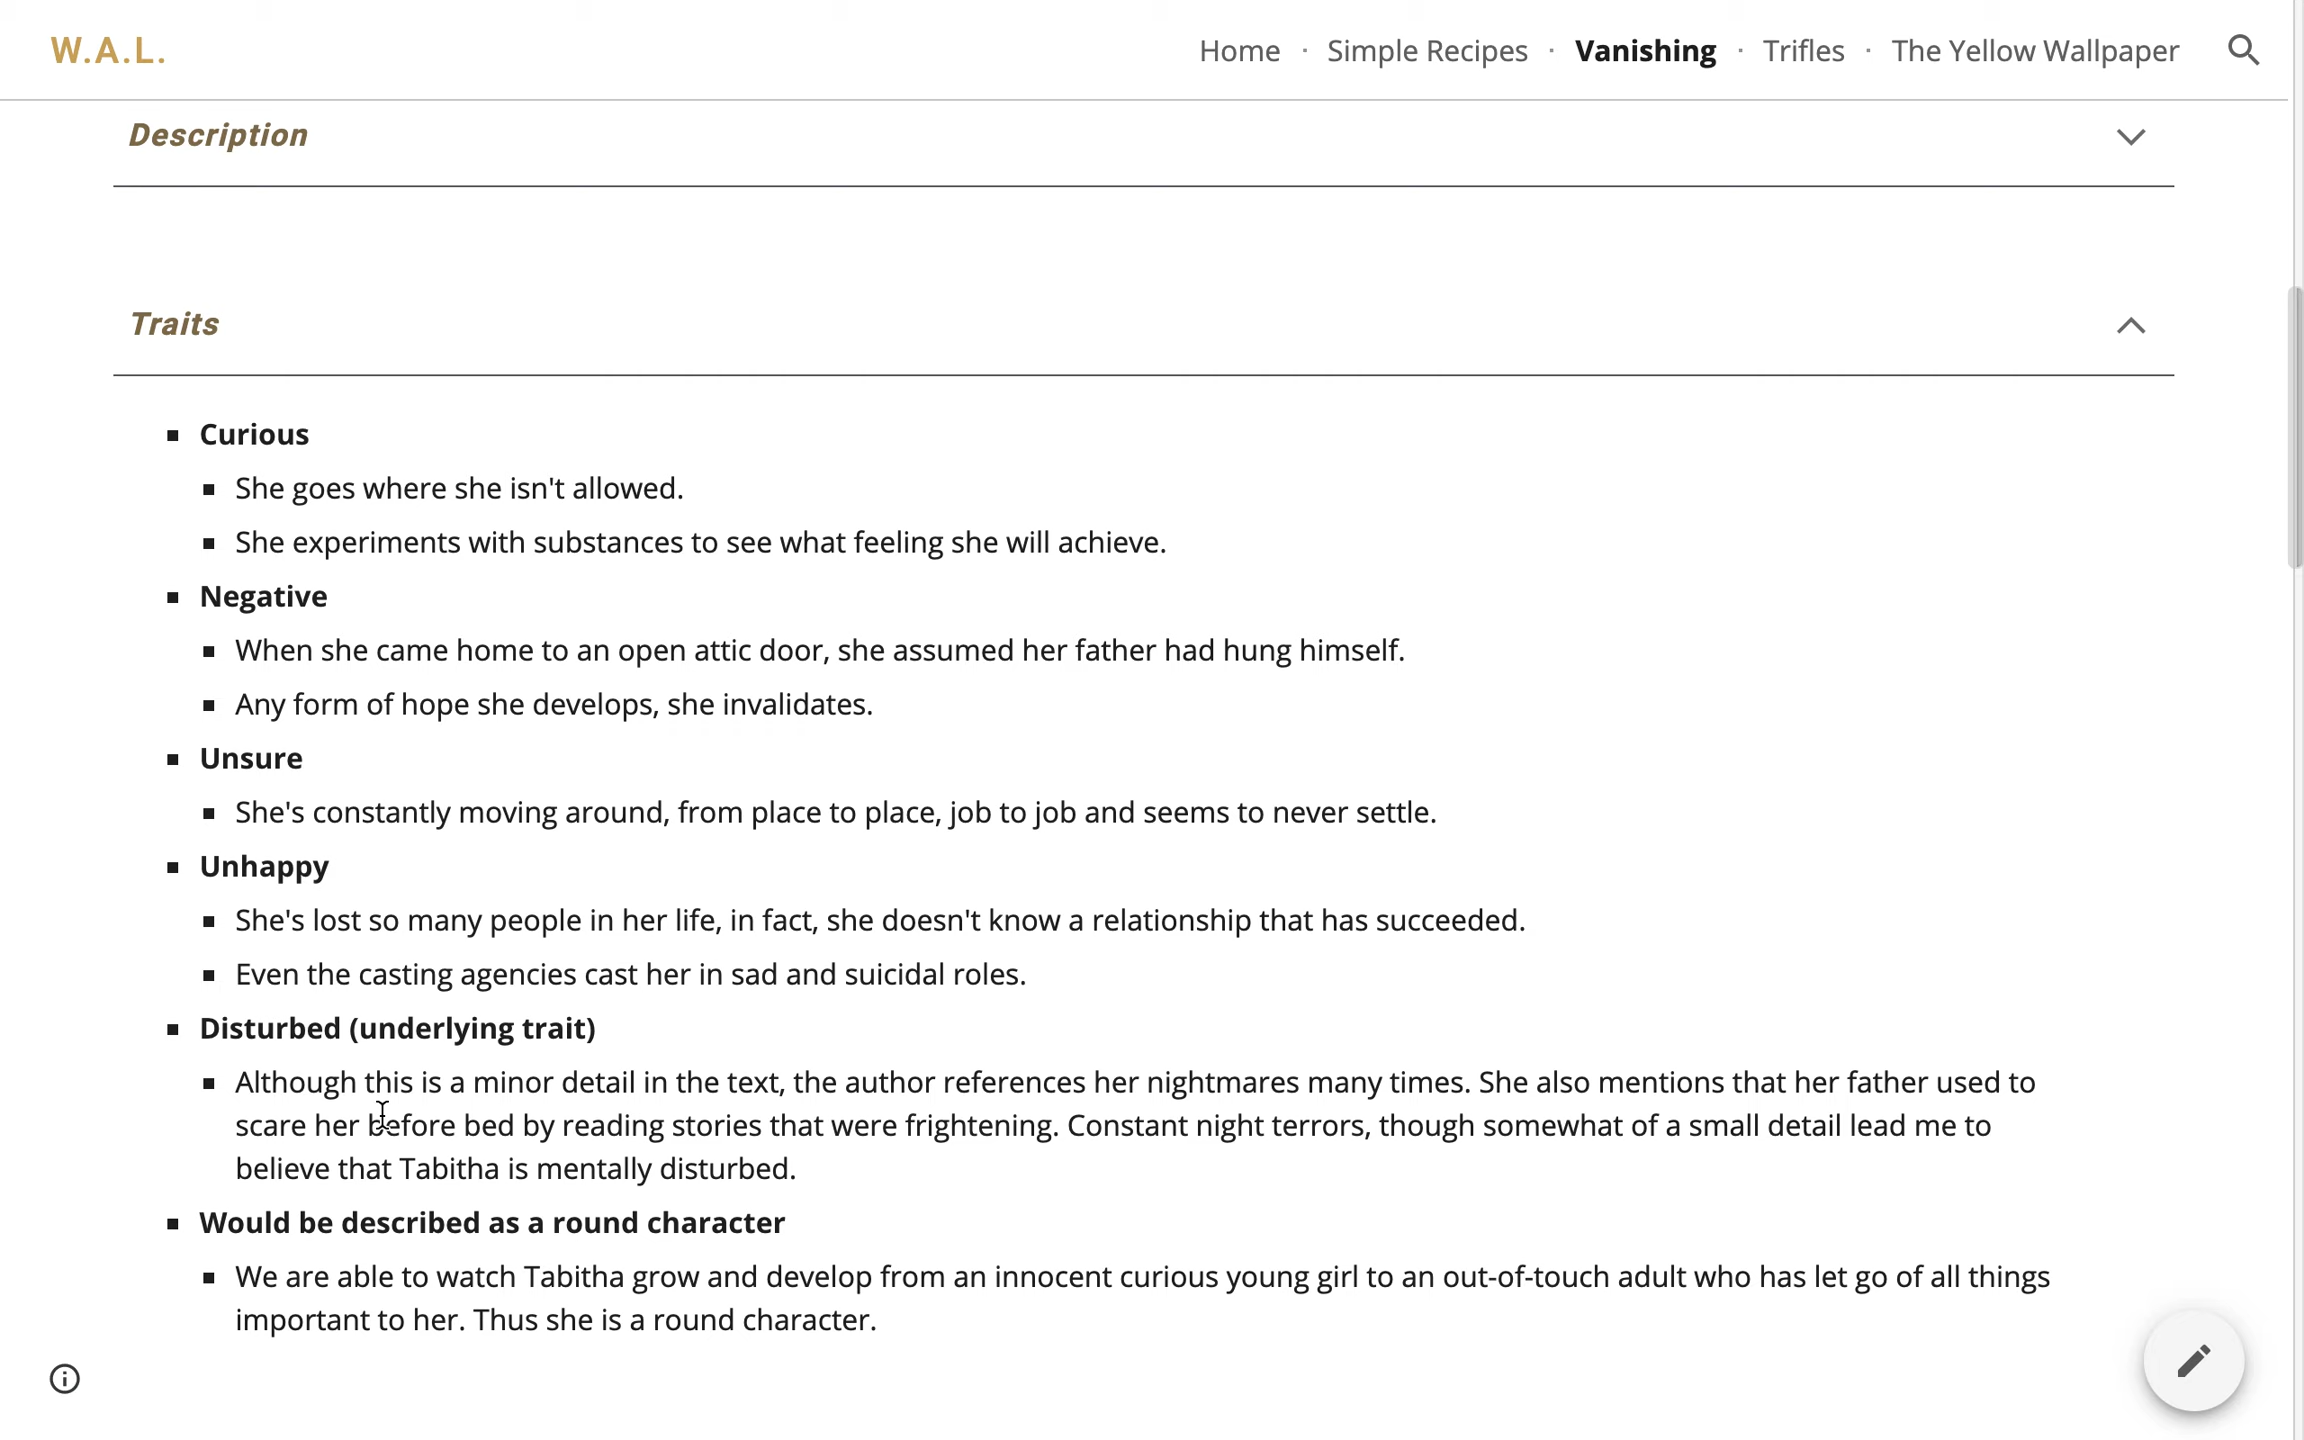 W.A.L.
Home · Simple Recipes · Vanishing · Trifles · The Yellow Wallpaper
Description
Traits
▪ Curious
▪ She goes where she isn't allowed.
▪ She experiments with substances to see what feeling she will achieve.
▪ Negative
▪ When she came home to an open attic door, she assumed her father had hung himself.
▪ Any form of hope she develops, she invalidates.
▪ Unsure
▪ She's constantly moving around, from place to place, job to job and seems to never settle.
▪ Unhappy
▪ She's lost so many people in her life, in fact, she doesn't know a relationship that has succeeded.
▪ Even the casting agencies cast her in sad and suicidal roles.
▪ Disturbed (underlying trait)
▪ Although this is a minor detail in the text, the author references her nightmares many times. She also mentions that her father used to
scare her before bed by reading stories that were frightening. Constant night terrors, though somewhat of a small detail lead me to
believe that Tabitha is mentally disturbed.
▪ Would be described as a round character
▪ We are able to watch Tabitha grow and develop from an innocent curious young girl to an out-of-touch adult who has let go of all things
important to her. Thus she is a round character.